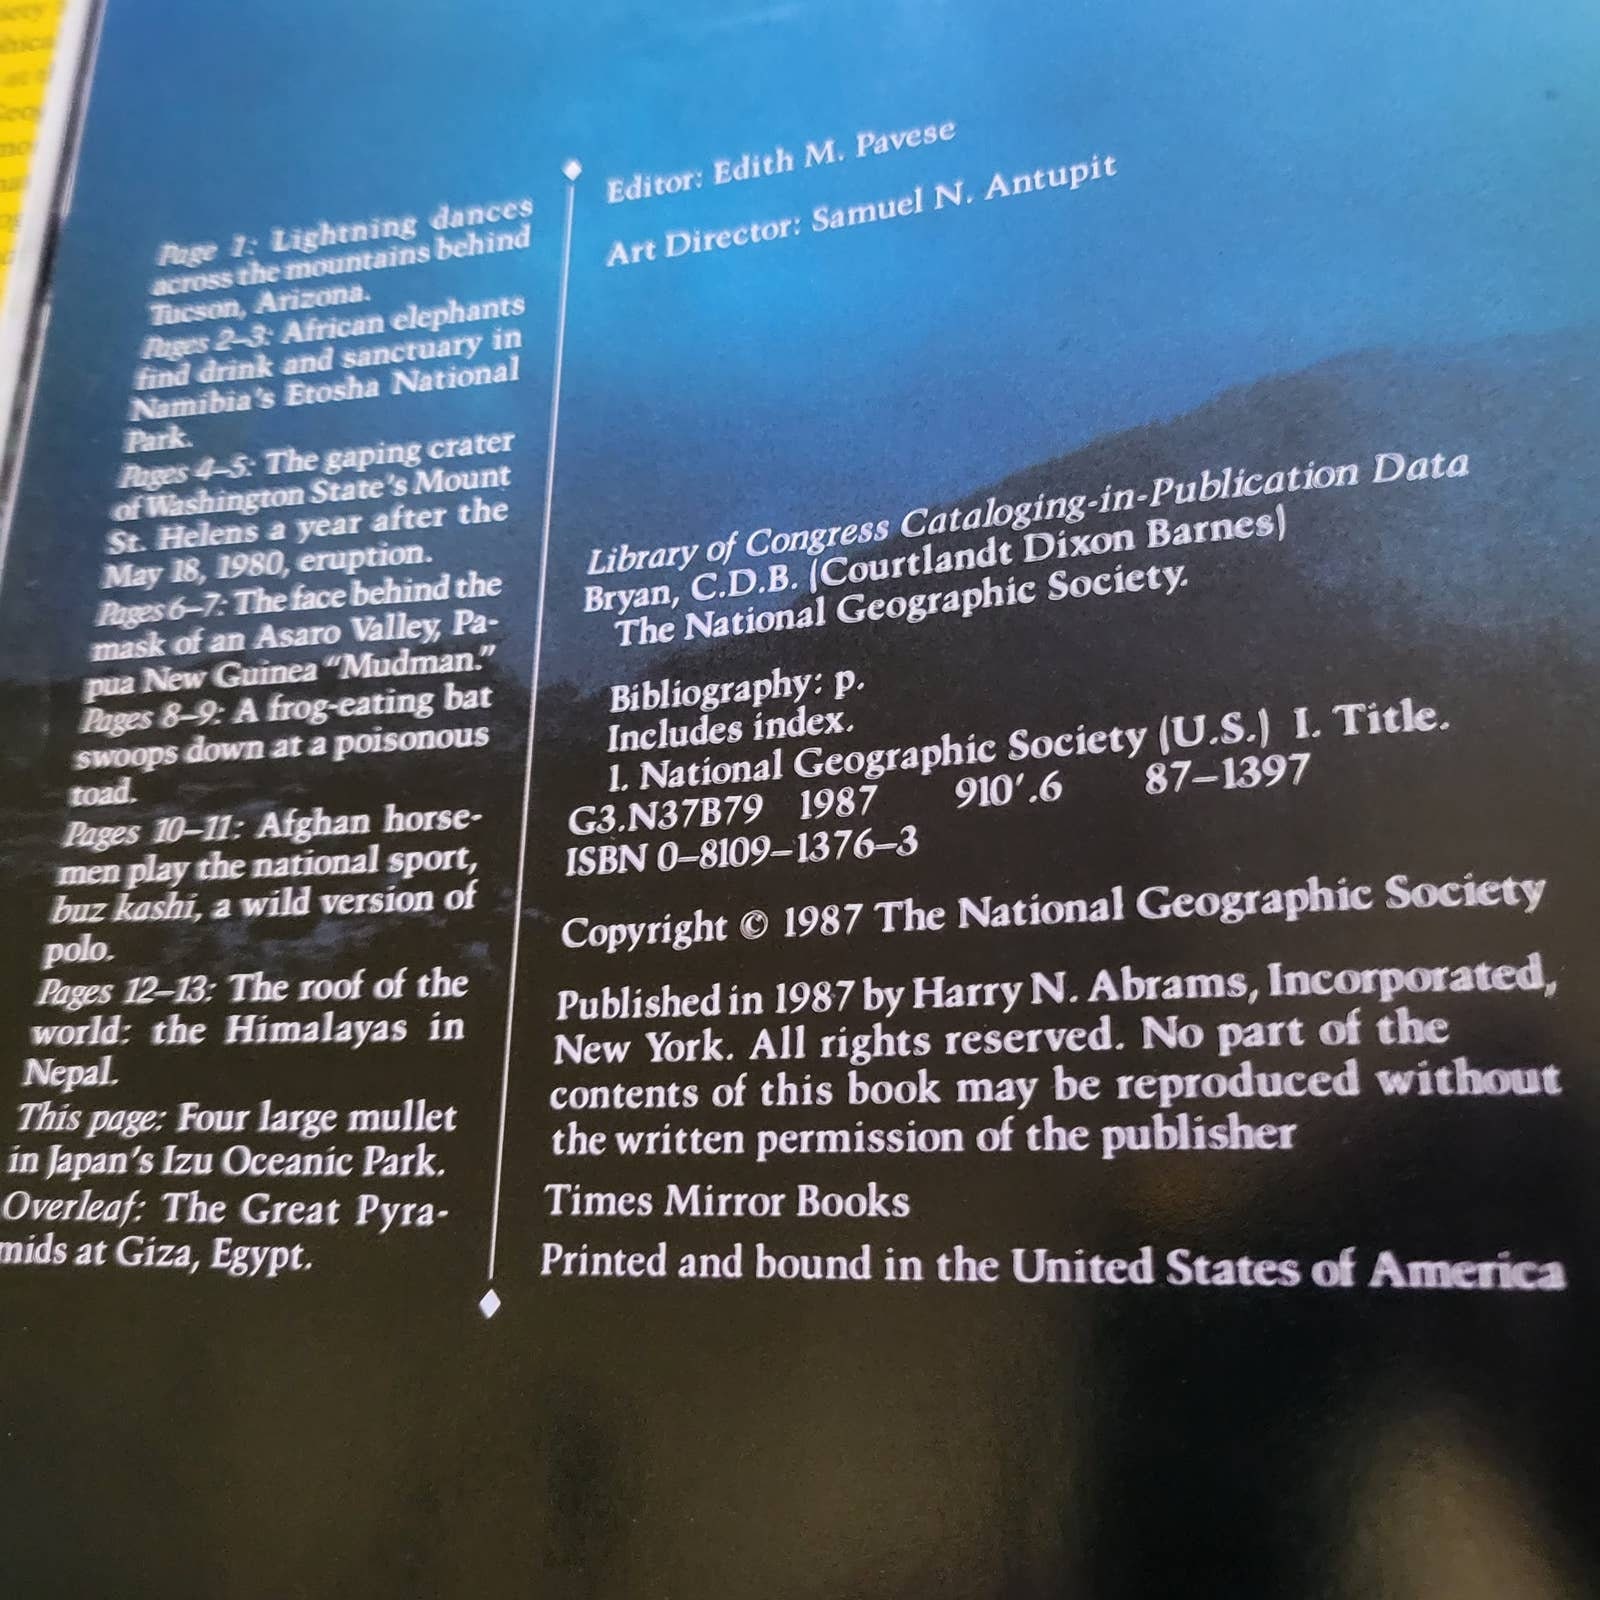 Page 1: Lightning dances
across the mountains behind
Tucson, Arizona.
Pages 2–3: African elephants
find drink and sanctuary in
Namibia's Etosha National
Park.
Pages 4–5: The gaping crater
of Washington State's Mount
St. Helens a year after the
May 18, 1980, eruption.
Pages 6–7: The face behind the
mask of an Asaro Valley, Pa-
pua New Guinea "Mudman."
Pages 8–9: A frog-eating bat
swoops down at a poisonous
toad.
Pages 10–11: Afghan horse-
men play the national sport,
buz kashi, a wild version of
polo.
Pages 12–13: The roof of the
world: the Himalayas in
Nepal.
This page: Four large mullet
in Japan's Izu Oceanic Park.
Overleaf: The Great Pyra-
mids at Giza, Egypt.
Editor: Edith M. Pavese
Art Director: Samuel N. Antupit
Library of Congress Cataloging-in-Publication Data
Bryan, C.D.B. (Courtlandt Dixon Barnes)
The National Geographic Society.
Bibliography: p.
Includes index.
1. National Geographic Society (U.S.) I. Title.
G3.N37B79 1987 910'.6 87–1397
ISBN 0–8109–1376–3
Copyright © 1987 The National Geographic Society
Published in 1987 by Harry N. Abrams, Incorporated,
New York. All rights reserved. No part of the
contents of this book may be reproduced without
the written permission of the publisher
Times Mirror Books
Printed and bound in the United States of America